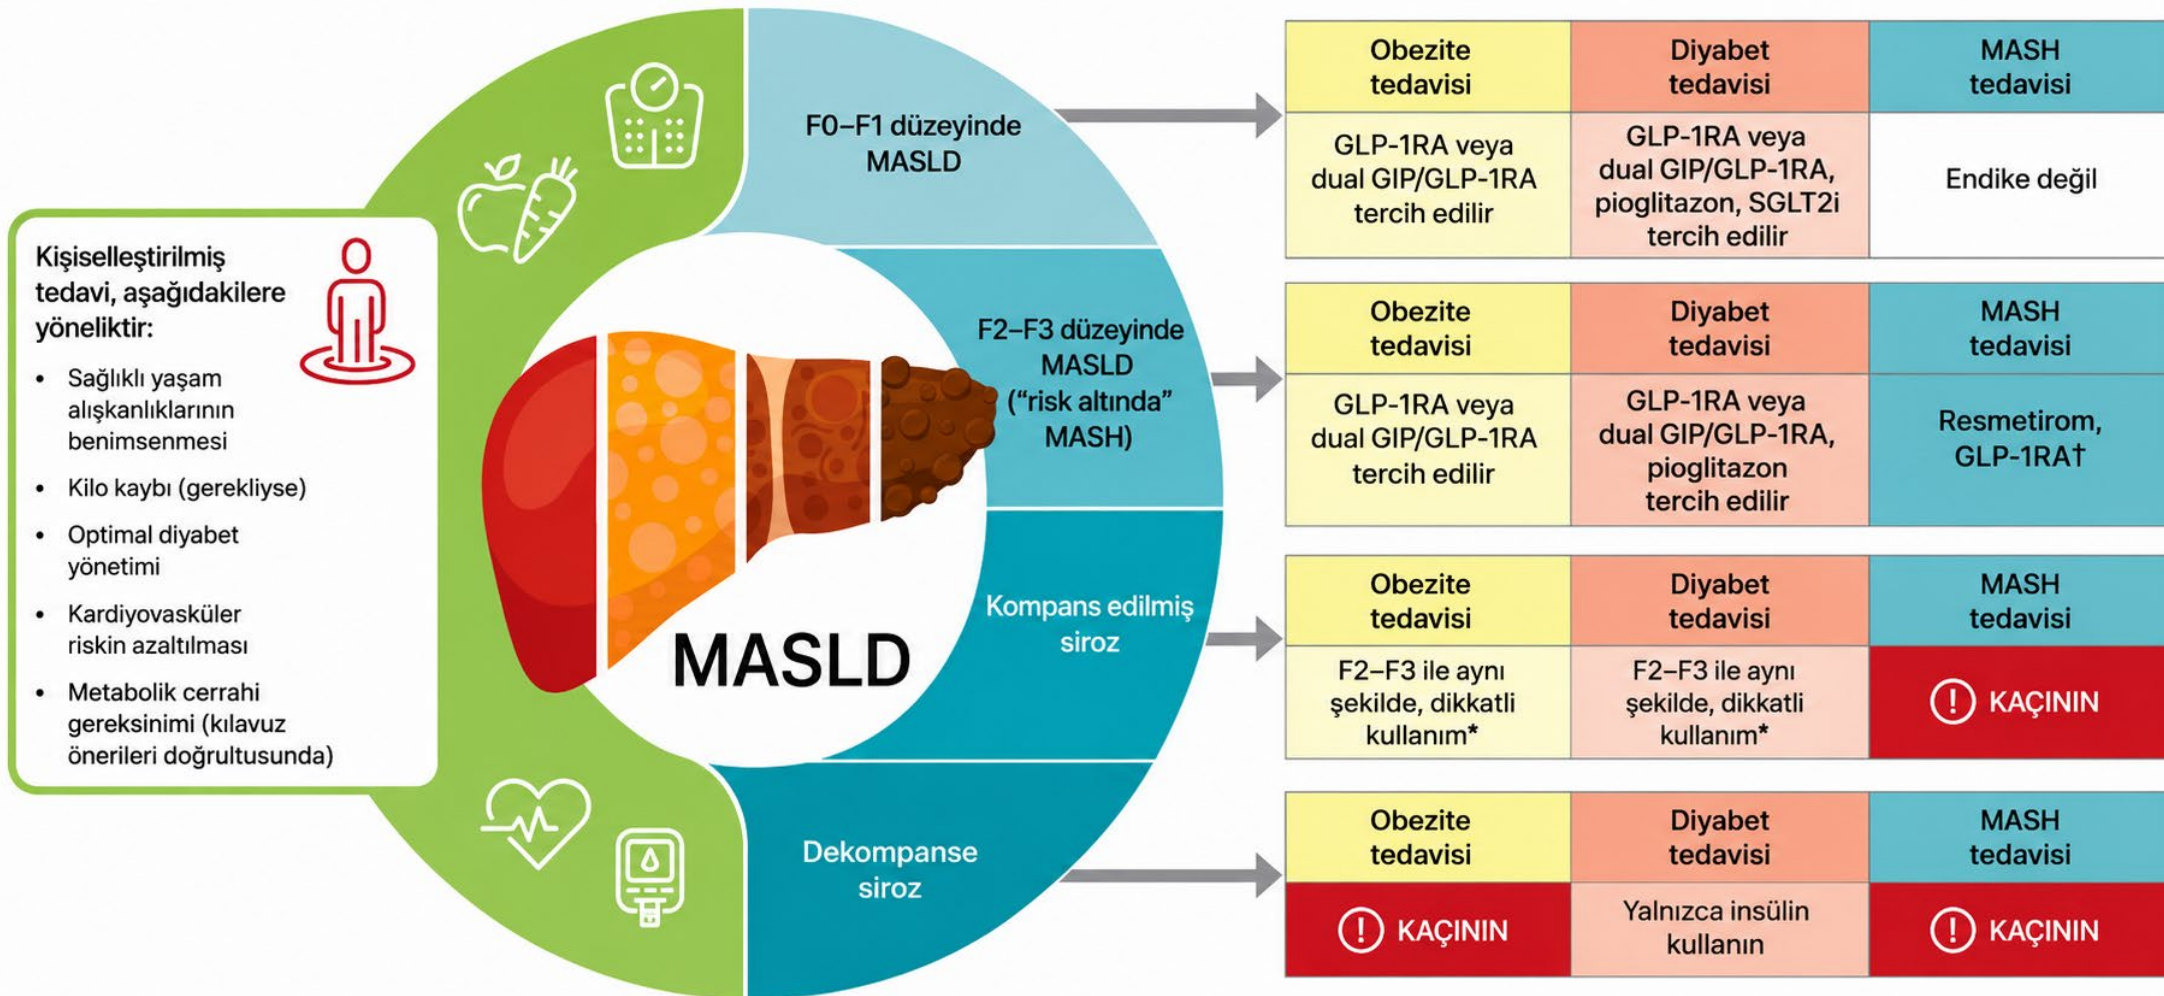 Kişiselleştirilmiş
tedavi, aşağıdakilere
yöneliktir:
• Sağlıklı yaşam
alışkanlıklarının
benimsenmesi
• Kilo kaybı (gerekliyse)
• Optimal diyabet
yönetimi
• Kardiyovasküler
riskin azaltılması
• Metabolik cerrahi
gereksinimi (kılavuz
önerileri doğrultusunda)
MASLD
F0–F1 düzeyinde
MASLD
Obezite
tedavisi
Diyabet
tedavisi
MASH
tedavisi
GLP-1RA veya
dual GIP/GLP-1RA
tercih edilir
GLP-1RA veya
dual GIP/GLP-1RA,
pioglitazon, SGLT2i
tercih edilir
Endike değil
F2–F3 düzeyinde
MASLD
(“risk altında”
MASH)
Obezite
tedavisi
Diyabet
tedavisi
MASH
tedavisi
GLP-1RA veya
dual GIP/GLP-1RA
tercih edilir
GLP-1RA veya
dual GIP/GLP-1RA,
pioglitazon
tercih edilir
Resmetirom,
GLP-1RA†
Kompans edilmiş
siroz
Obezite
tedavisi
Diyabet
tedavisi
MASH
tedavisi
F2–F3 ile aynı
şekilde, dikkatli
kullanım*
F2–F3 ile aynı
şekilde, dikkatli
kullanım*
! KAÇININ
Dekompanse
siroz
Obezite
tedavisi
Diyabet
tedavisi
MASH
tedavisi
! KAÇININ
Yalnızca insülin
kullanın
! KAÇININ